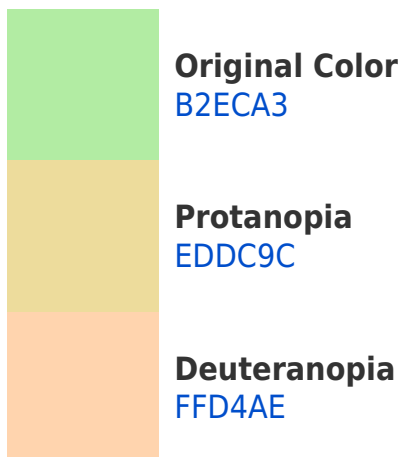 Original Color
B2ECA3
Protanopia
EDDC9C
Deuteranopia
FFD4AE